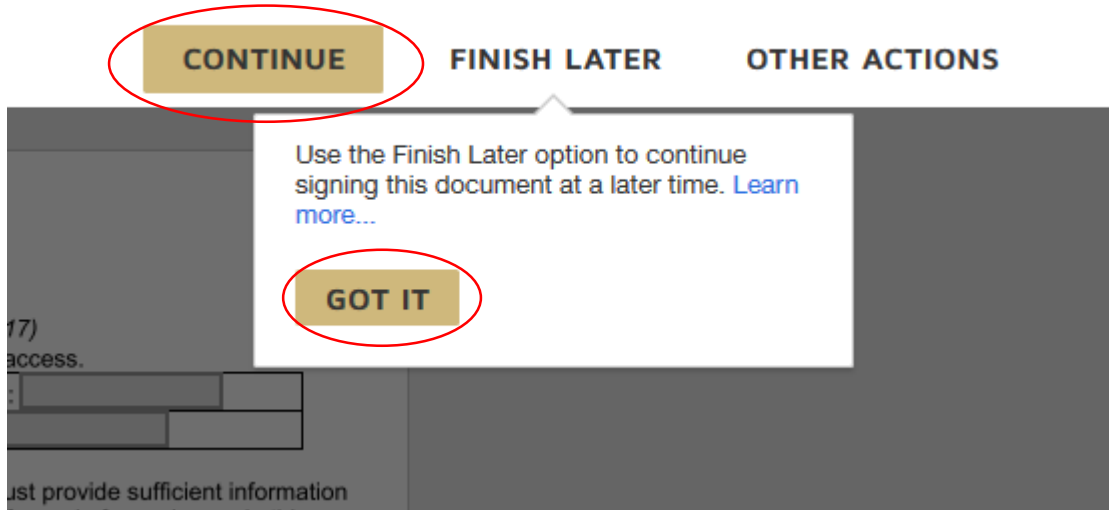 CONTINUE FINISH LATER OTHER ACTIONS
Use the Finish Later option to continue
signing this document at a later time. Learn
more...
GOT IT
17)
access.
:
ust provide sufficient information